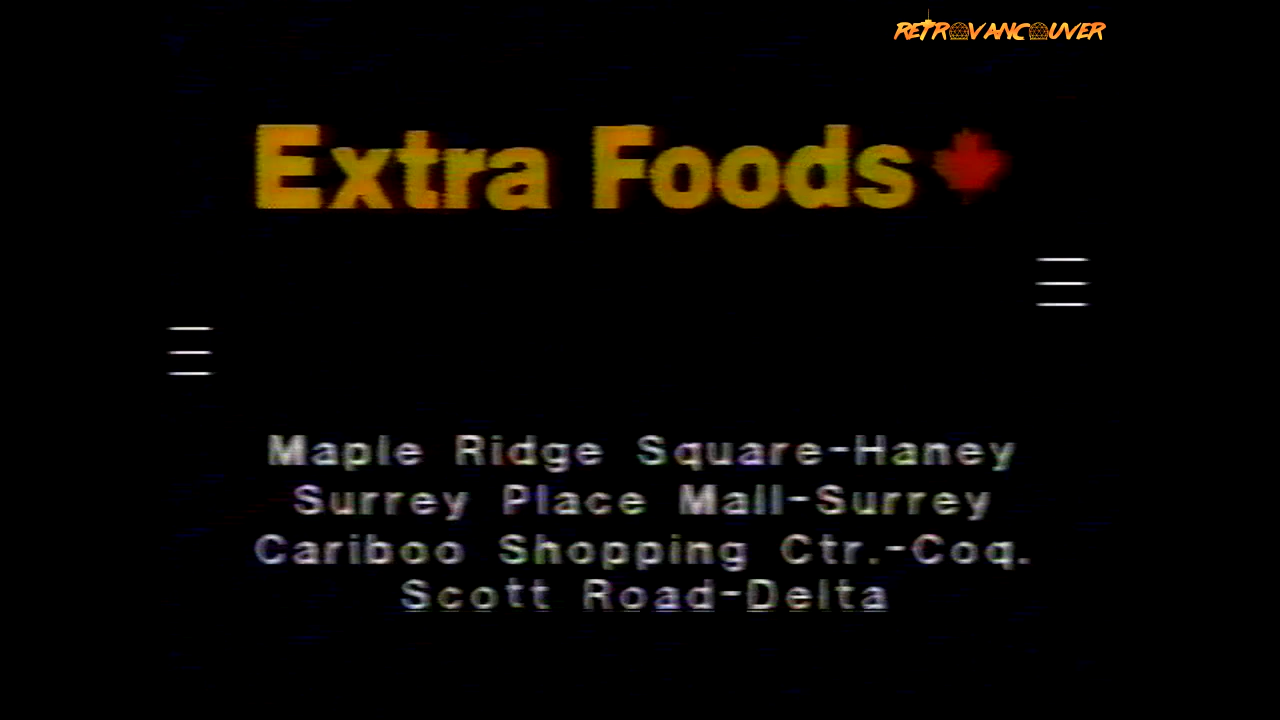 RETROVANCOUVER
Extra Foods
Maple Ridge Square-Haney
Surrey Place Mall-Surrey
Cariboo Shopping Ctr.-Coq.
Scott Road-Delta